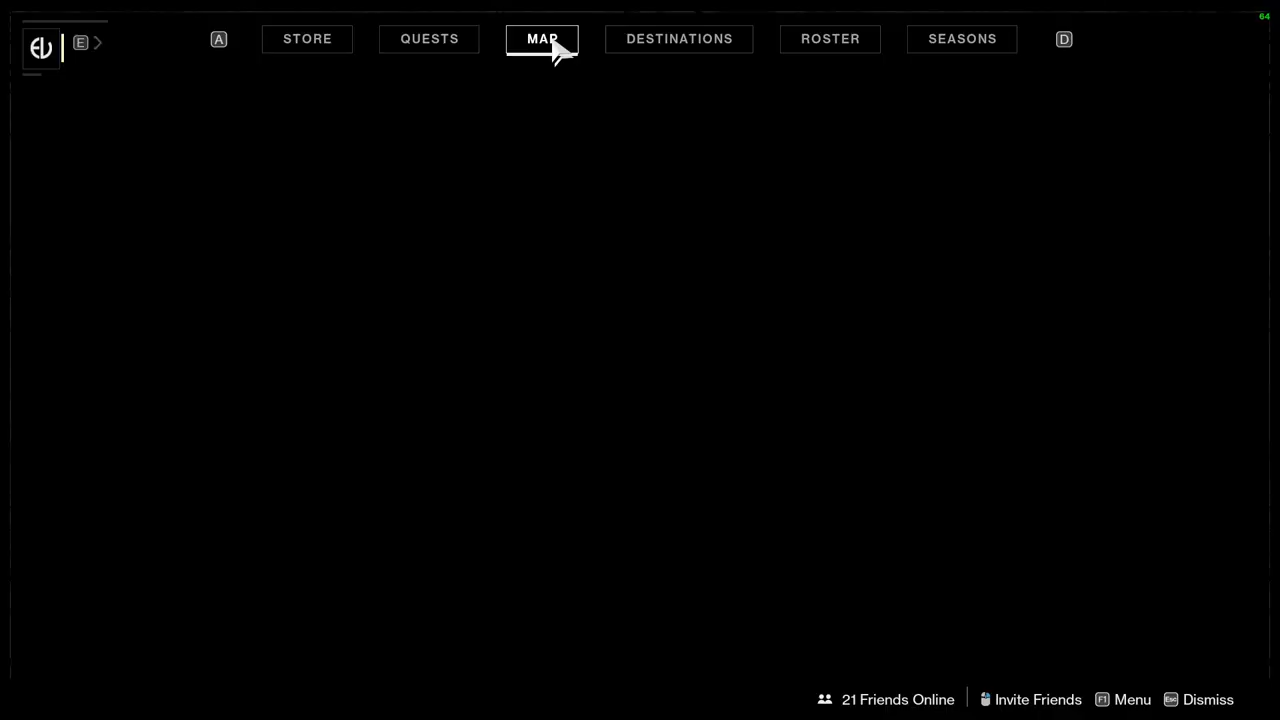 64
E
A
STORE
QUESTS
MAP
DESTINATIONS
ROSTER
SEASONS
D
21 Friends Online
Invite Friends
F1 Menu
Esc Dismiss